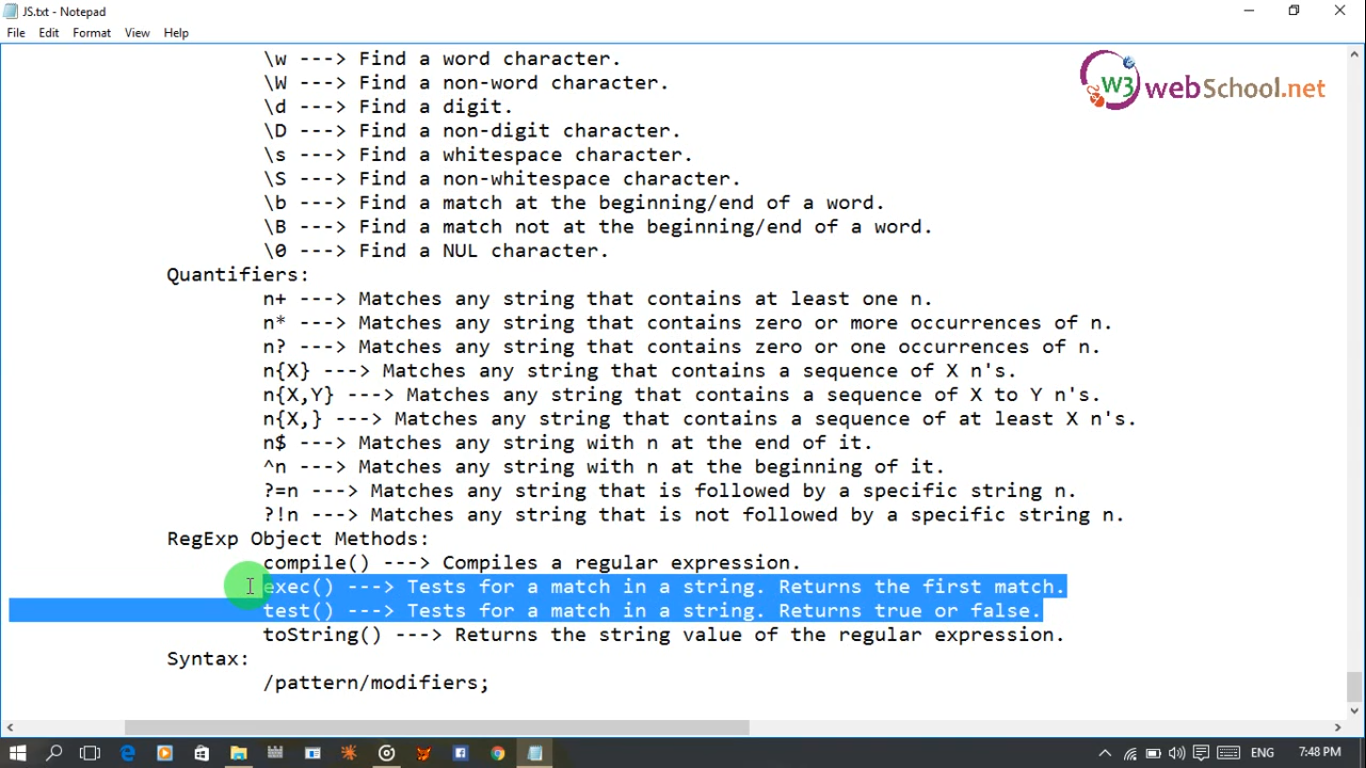 JS.txt - Notepad
File Edit Format View Help
W3 webSchool.net
\w ---> Find a word character.
\W ---> Find a non-word character.
\d ---> Find a digit.
\D ---> Find a non-digit character.
\s ---> Find a whitespace character.
\S ---> Find a non-whitespace character.
\b ---> Find a match at the beginning/end of a word.
\B ---> Find a match not at the beginning/end of a word.
\0 ---> Find a NUL character.
Quantifiers:
n+ ---> Matches any string that contains at least one n.
n* ---> Matches any string that contains zero or more occurrences of n.
n? ---> Matches any string that contains zero or one occurrences of n.
n{X} ---> Matches any string that contains a sequence of X n's.
n{X,Y} ---> Matches any string that contains a sequence of X to Y n's.
n{X,} ---> Matches any string that contains a sequence of at least X n's.
n$ ---> Matches any string with n at the end of it.
^n ---> Matches any string with n at the beginning of it.
?=n ---> Matches any string that is followed by a specific string n.
?!n ---> Matches any string that is not followed by a specific string n.
RegExp Object Methods:
compile() ---> Compiles a regular expression.
exec() ---> Tests for a match in a string. Returns the first match.
test() ---> Tests for a match in a string. Returns true or false.
toString() ---> Returns the string value of the regular expression.
Syntax:
/pattern/modifiers;
ENG 7:48 PM